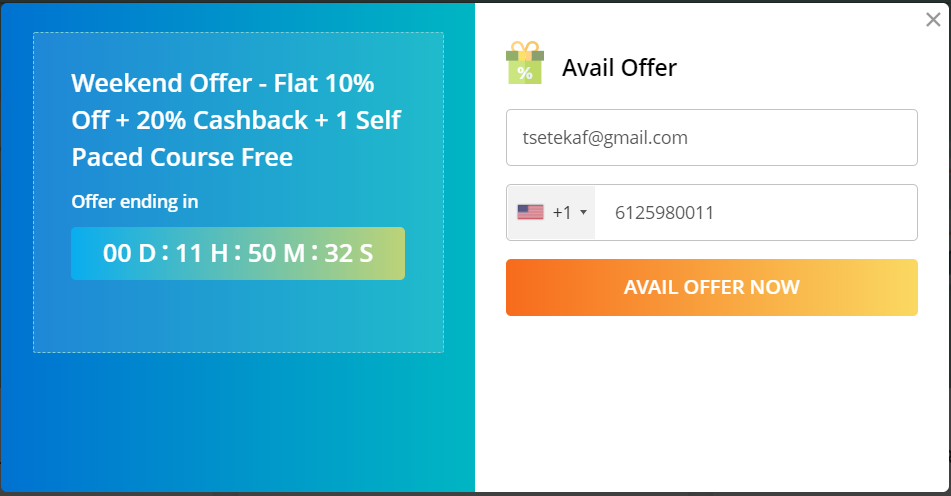 Weekend Offer - Flat 10%
Off + 20% Cashback + 1 Self
Paced Course Free
Offer ending in
00 D : 11 H : 50 M : 32 S
%
Avail Offer
tsetekaf@gmail.com
+1 6125980011
AVAIL OFFER NOW